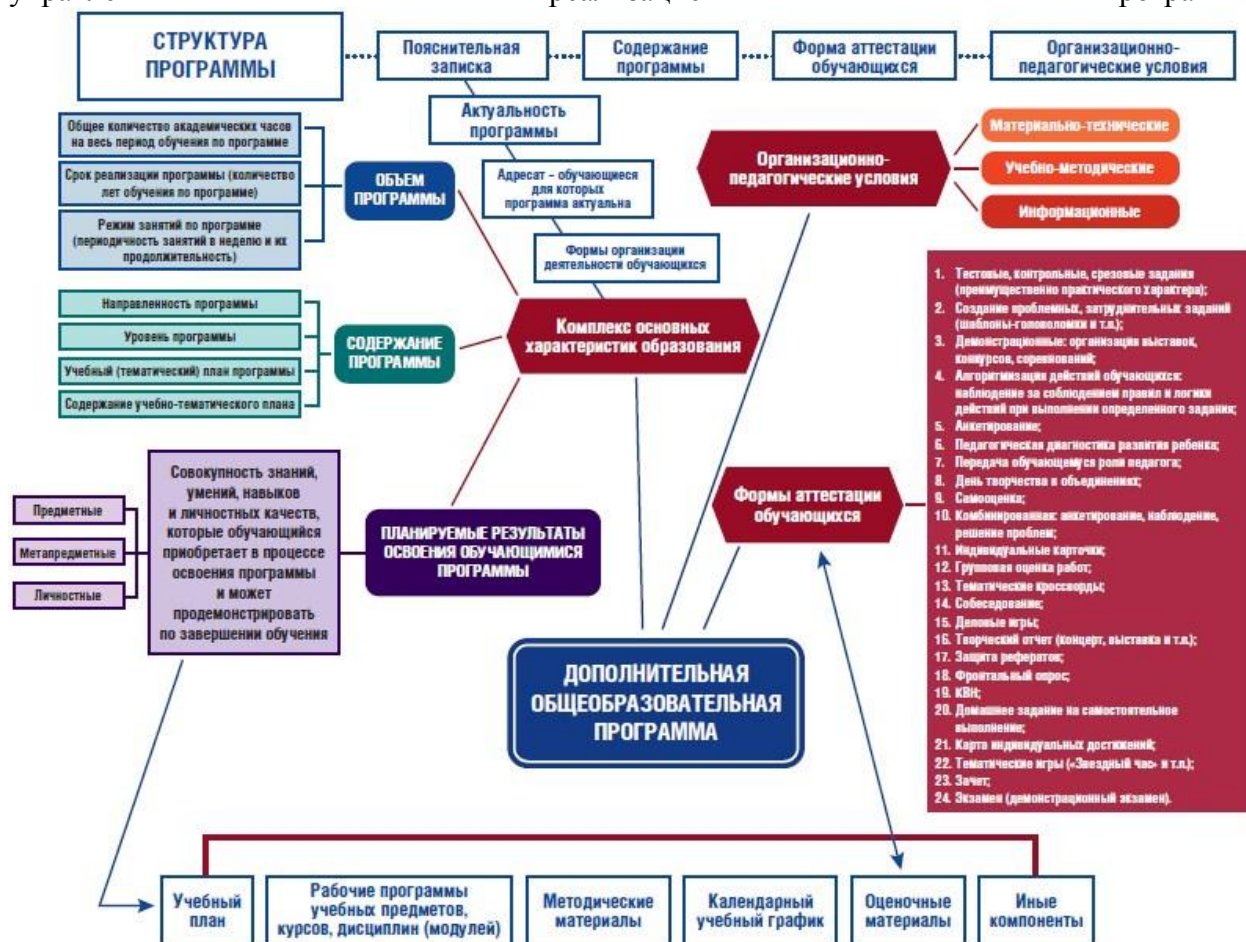 СТРУКТУРА
ПРОГРАММЫ
Пояснительная
записка
Содержание
программы
Форма аттестации
обучающихся
Организационно-
педагогические условия
Актуальность
программы
Адресат – обучающиеся
для которых
программа актуальна
Формы организации
деятельности обучающихся
Общее количество академических часов
на весь период обучения по программе
Срок реализации программы (количество
лет обучения по программе)
Режим занятий по программе
(периодичность занятий в неделю и их
продолжительность)
ОБЪЕМ
ПРОГРАММЫ
Организационно-
педагогические условия
Материально-технические
Учебно-методические
Информационные
Направленность программы
Уровень программы
Учебный (тематический) план программы
Содержание учебно-тематического плана
СОДЕРЖАНИЕ
ПРОГРАММЫ
Комплекс основных
характеристик образования
Предметные
Метапредметные
Личностные
Совокупность знаний,
умений, навыков
и личностных качеств,
которые обучающийся
приобретает в процессе
освоения программы
и может
продемонстрировать
по завершении обучения
ПЛАНИРУЕМЫЕ РЕЗУЛЬТАТЫ
ОСВОЕНИЯ ОБУЧАЮЩИМИСЯ
ПРОГРАММЫ
Формы аттестации
обучающихся
1. Тестовые, контрольные, срезовые задания
(преимущественно практического характера);
2. Создание проблемных, затруднительных заданий
(шаблоны-головоломки и т.п.);
3. Демонстрационные: организация выставок,
конкурсов, соревнований;
4. Алгоритмизация действий обучающихся:
наблюдение за соблюдением правил и логики
действий при выполнении определенного задания;
5. Анкетирование;
6. Педагогическая диагностика развития ребенка;
7. Передача обучающемуся роли педагога;
8. День творчества в объединениях;
9. Самооценка;
10. Комбинированная: анкетирование, наблюдение,
решение проблем;
11. Индивидуальные карточки;
12. Групповая оценка работ;
13. Тематические кроссворды;
14. Собеседование;
15. Деловые игры;
16. Творческий отчет (концерт, выставка и т.п.);
17. Защита рефератов;
18. Фронтальный опрос;
19. КВН;
20. Домашнее задание на самостоятельное
выполнение;
21. Карта индивидуальных достижений;
22. Тематические игры («Звездный час» и т.п.);
23. Зачет;
24. Экзамен (демонстрационный экзамен).
ДОПОЛНИТЕЛЬНАЯ
ОБЩЕОБРАЗОВАТЕЛЬНАЯ
ПРОГРАММА
Учебный
план
Рабочие программы
учебных предметов,
курсов, дисциплин (модулей)
Методические
материалы
Календарный
учебный график
Оценочные
материалы
Иные
компоненты